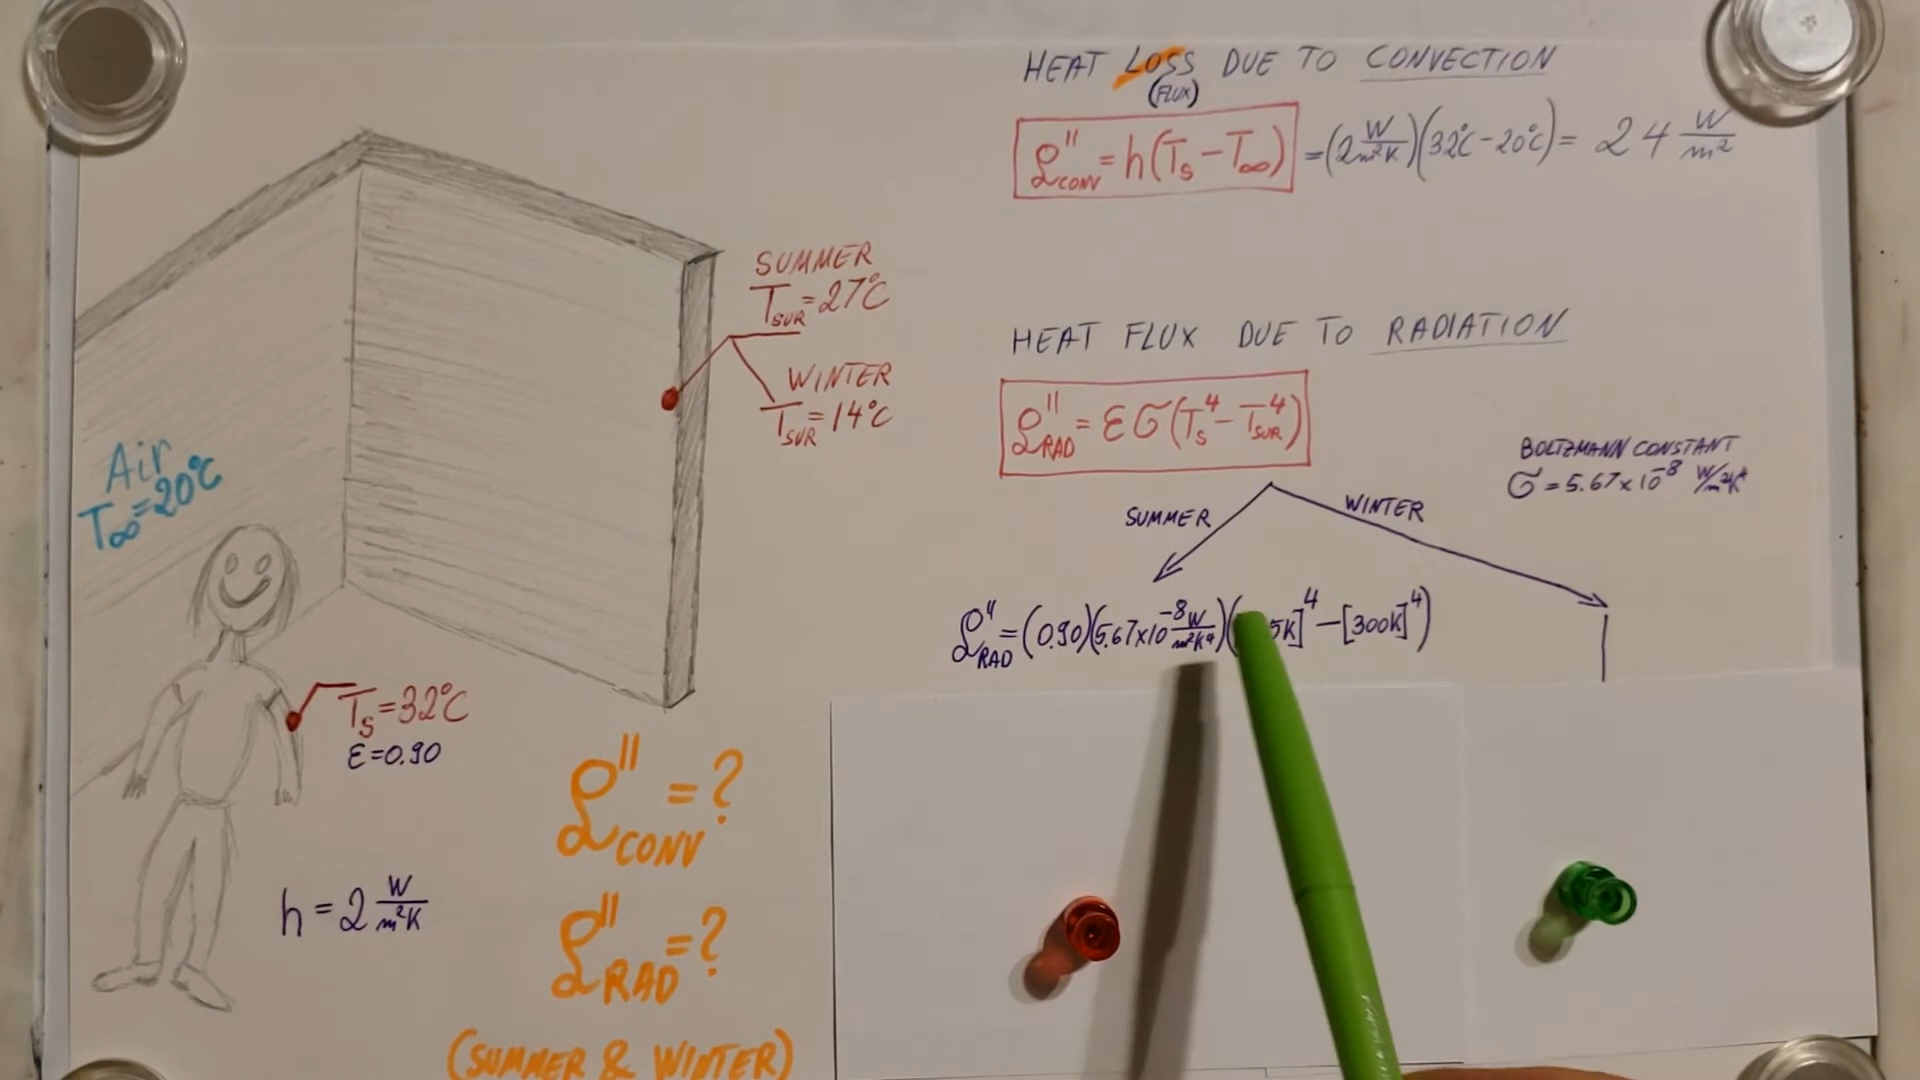 HEAT LOSS DUE TO CONVECTION
(FLUX)
q"CONV = h(Ts - T∞) = (2 W/m²K)(32°C - 20°C) = 24 W/m²
SUMMER
TSUR = 27°C
WINTER
TSUR = 14°C
HEAT FLUX DUE TO RADIATION
q"RAD = εσ(Ts⁴ - TSUR⁴)
BOLTZMANN CONSTANT
σ = 5.67 x 10⁻⁸ W/m²K⁴
SUMMER
WINTER
q"RAD = (0.90)(5.67x10⁻⁸ W/m²K⁴)( 5K]⁴ - [300K]⁴)
Air
T∞ = 20°C
Ts = 32°C
ε = 0.90
h = 2 W/m²K
q"CONV = ?
q"RAD = ?
(SUMMER & WINTER)